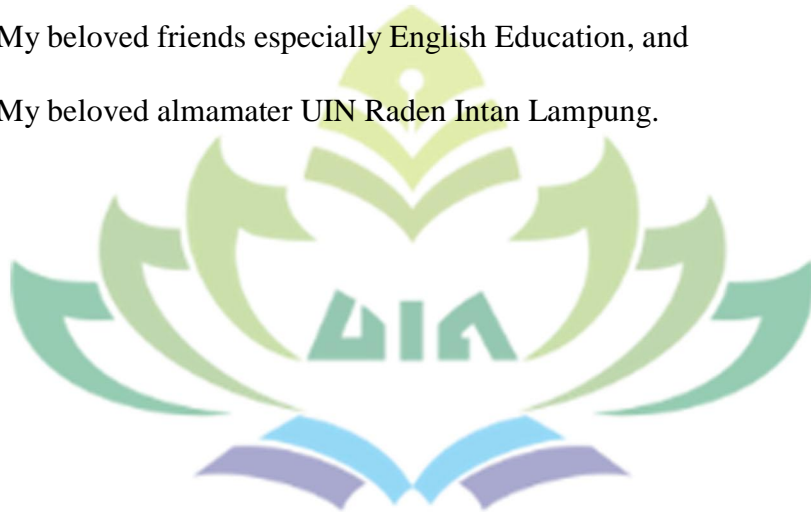 My beloved friends especially English Education, and
My beloved almamater UIN Raden Intan Lampung.
UIN